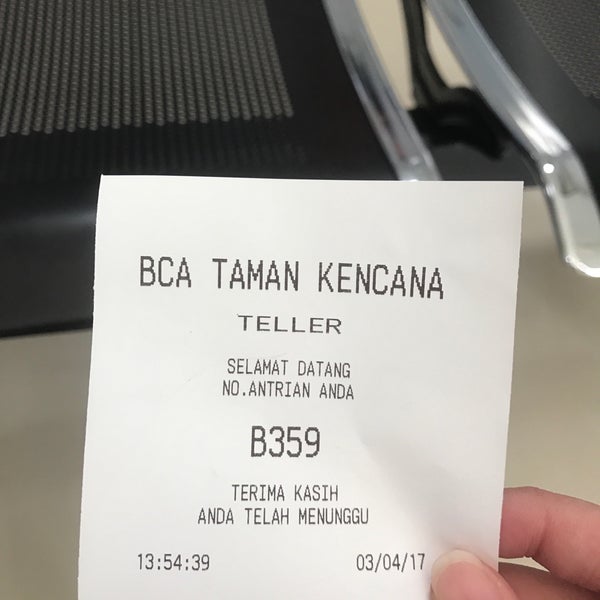 BCA TAMAN KENCANA
TELLER
SELAMAT DATANG
NO.ANTRIAN ANDA
B359
TERIMA KASIH
ANDA TELAH MENUNGGU
13:54:39 03/04/17